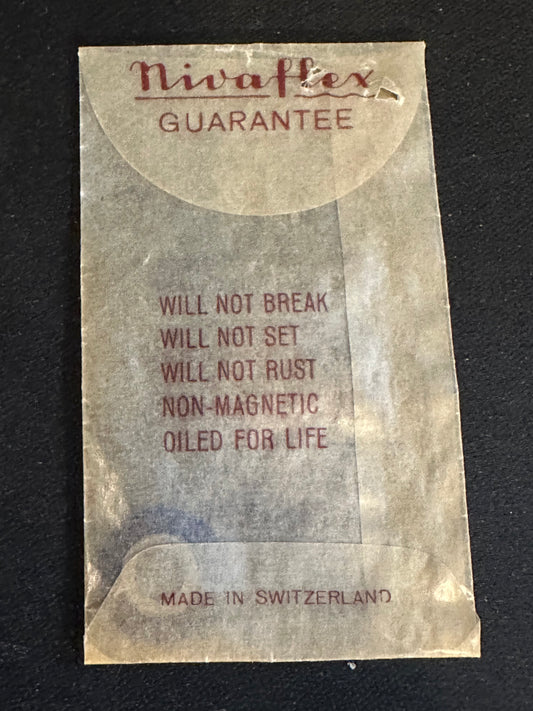 Nivaflex
GUARANTEE
WILL NOT BREAK
WILL NOT SET
WILL NOT RUST
NON-MAGNETIC
OILED FOR LIFE
MADE IN SWITZERLAND